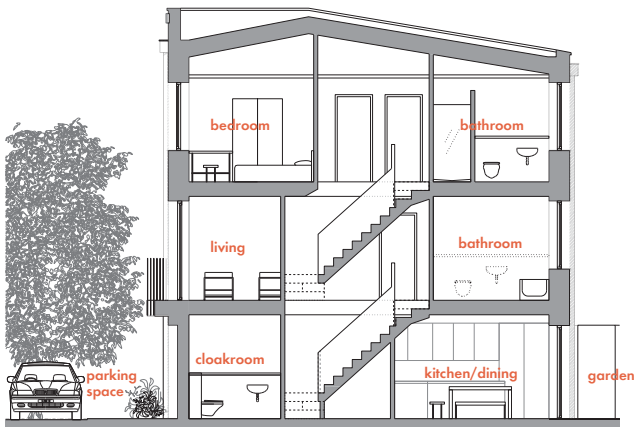 bedroom
bathroom
living
bathroom
cloakroom
kitchen/dining
parking
space
garden